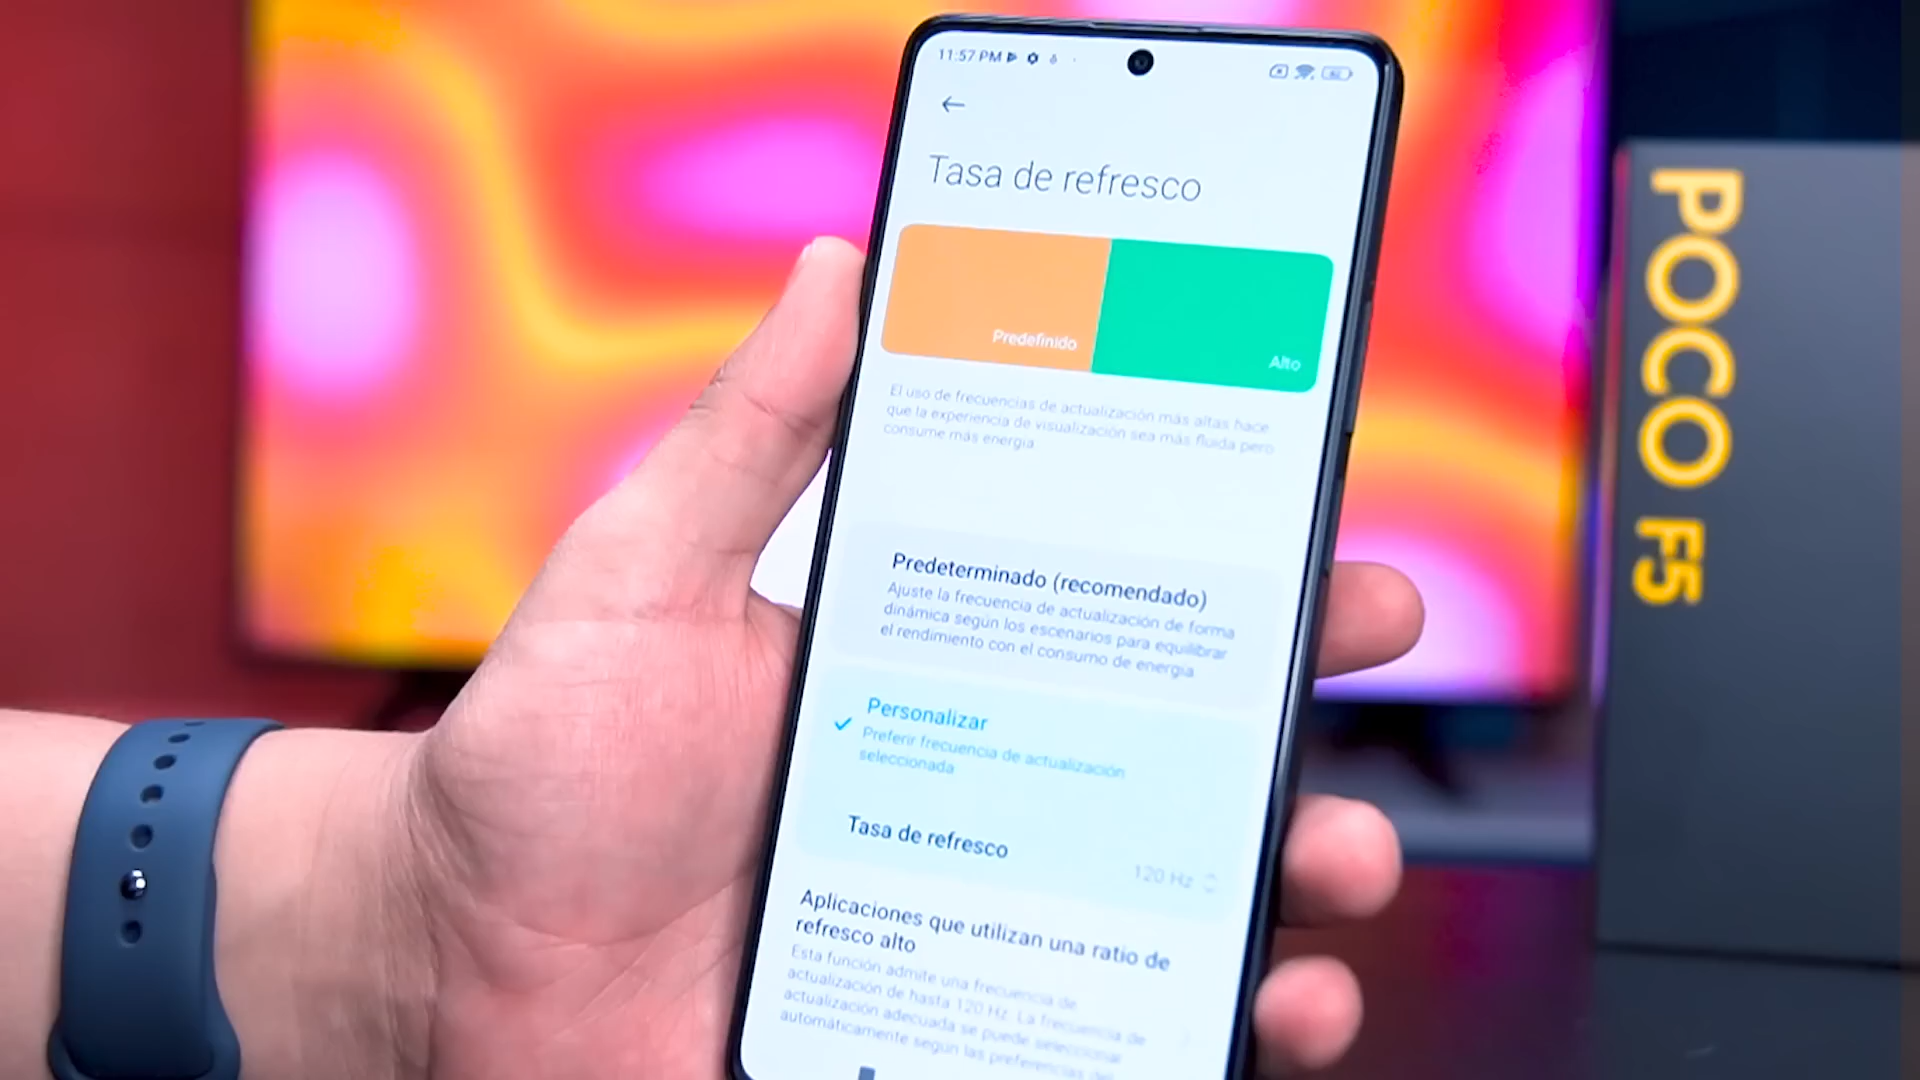 11:57 PM
Tasa de refresco
Predefinido
Alto
El uso de frecuencias de actualización más altas hace
que la experiencia de visualización sea más fluida pero
consume más energía
Predeterminado (recomendado)
Ajuste la frecuencia de actualización de forma
dinámica según los escenarios para equilibrar
el rendimiento con el consumo de energía
Personalizar
Preferir frecuencia de actualización
seleccionada
Tasa de refresco
120 Hz
Aplicaciones que utilizan una ratio de
refresco alto
Esta función admite una frecuencia de
actualización de hasta 120 Hz. La frecuencia de
actualización adecuada se puede seleccionar
automáticamente según las preferencias del
POCO F5